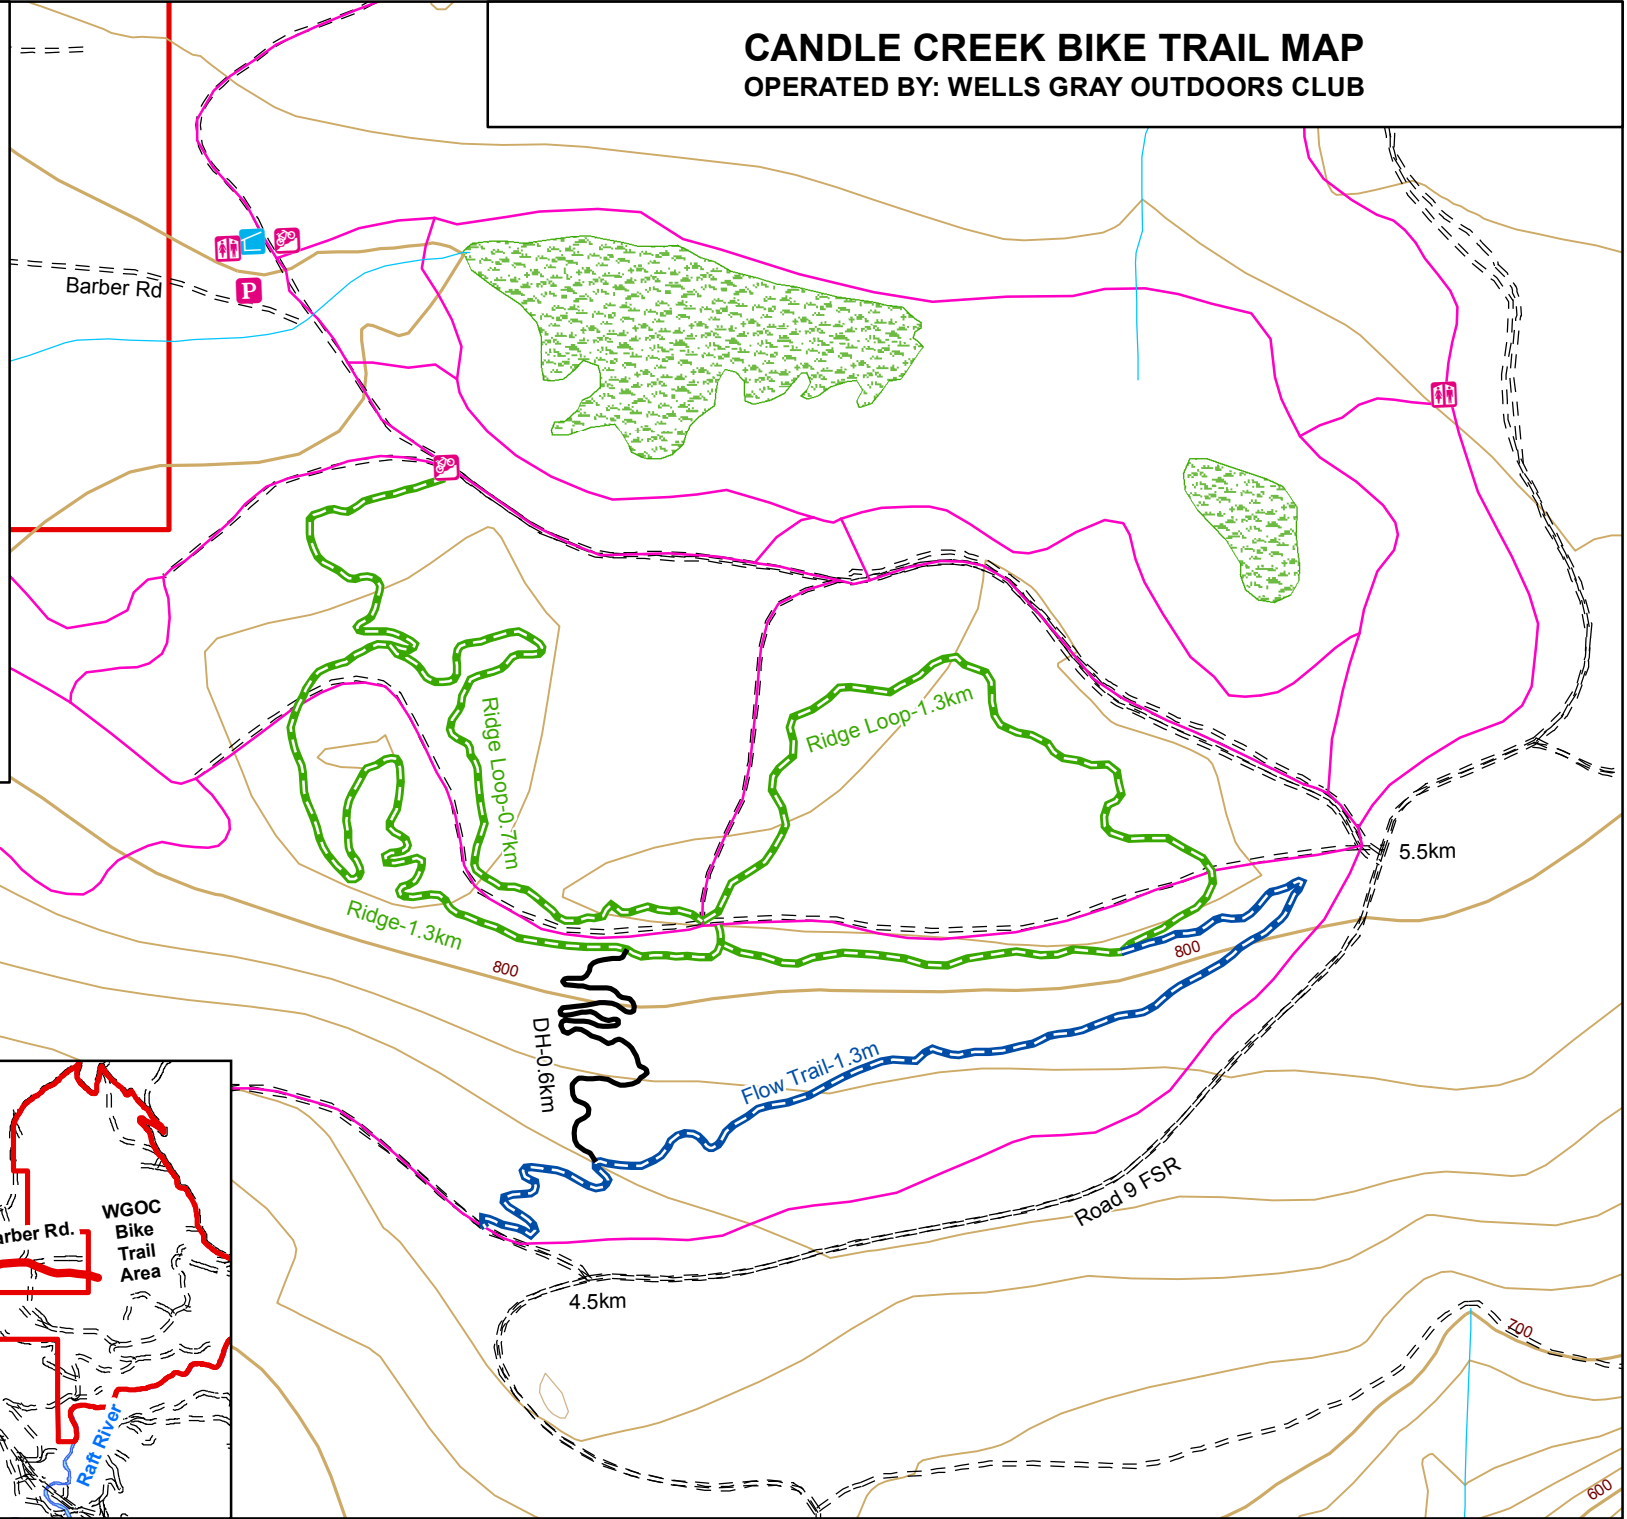 CANDLE CREEK BIKE TRAIL MAP
OPERATED BY: WELLS GRAY OUTDOORS CLUB
Barber Rd
P
Ridge Loop-0.7km
Ridge Loop-1.3km
5.5km
Ridge-1.3km
800
800
DH-0.6km
Flow Trail-1.3m
Road 9 FSR
4.5km
700
600
WGOC
Bike
Trail
Area
arber Rd.
Raft River